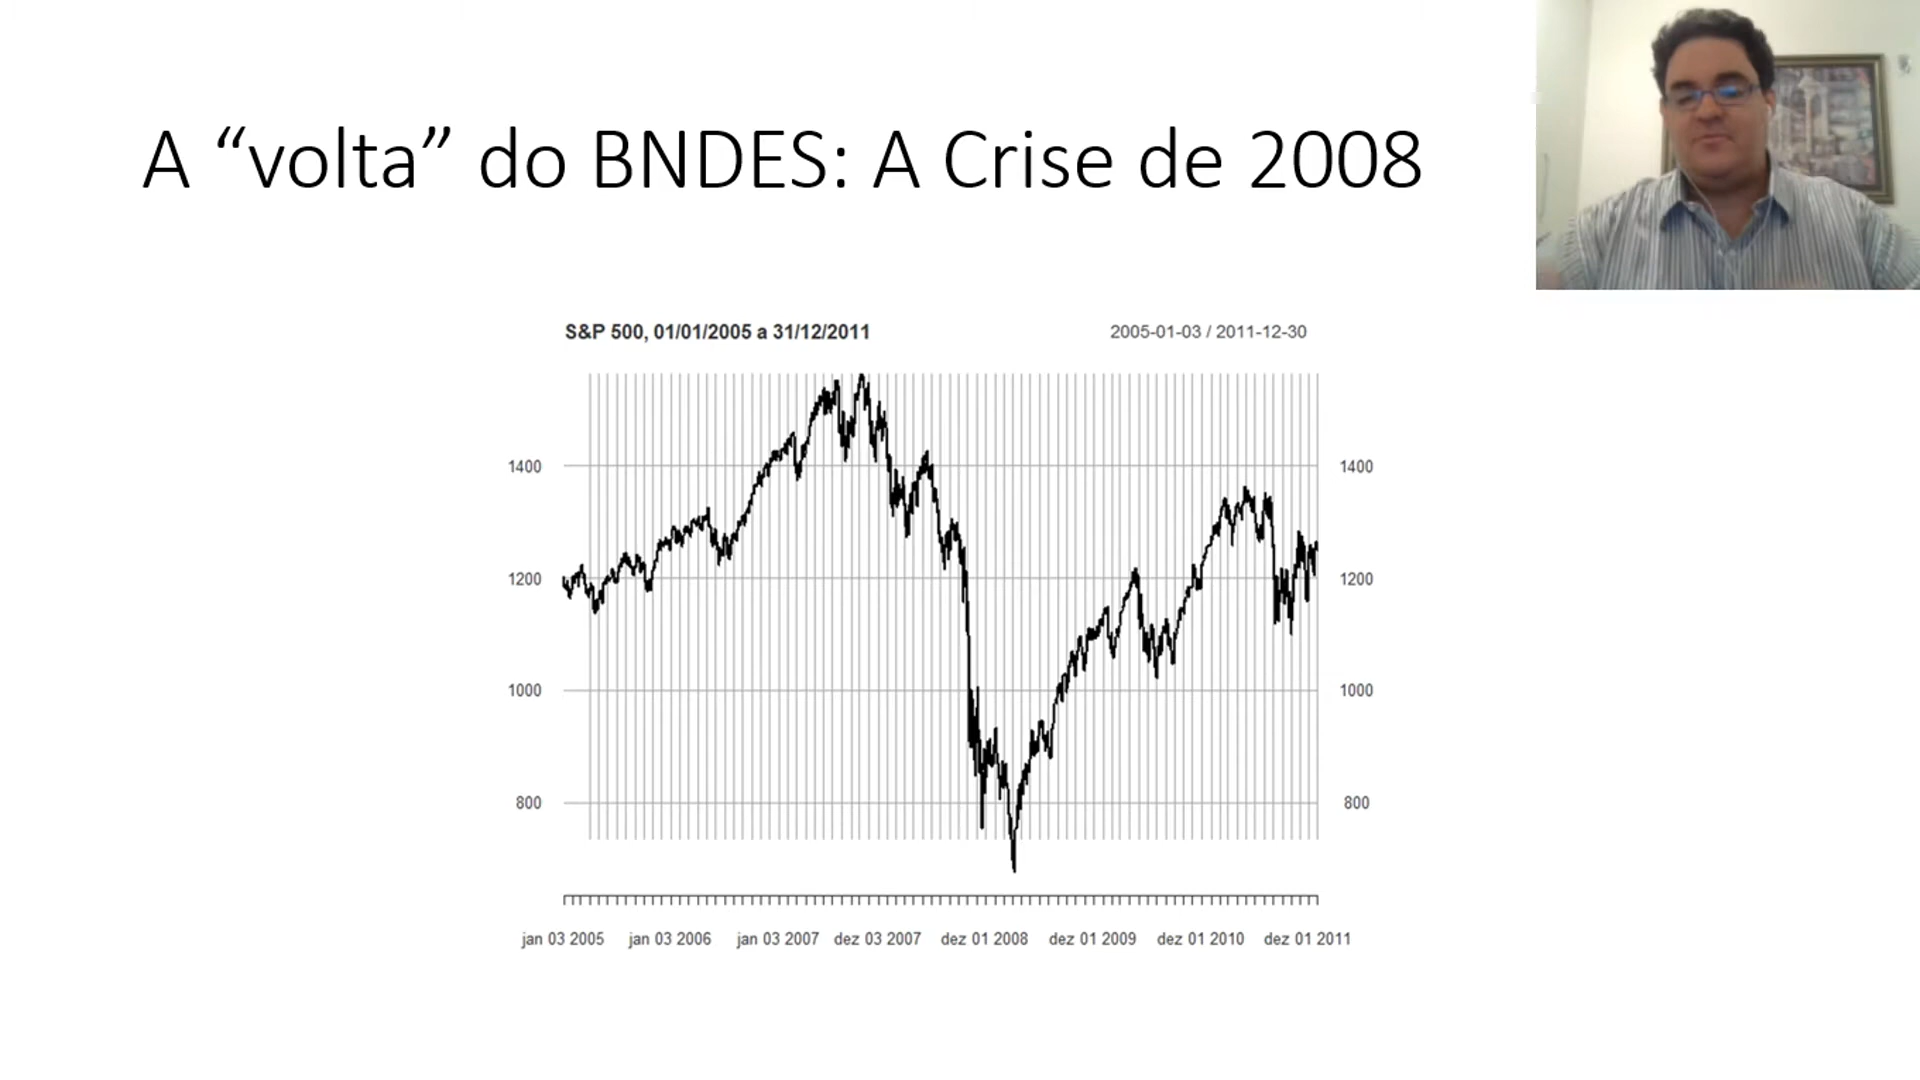 A “volta” do BNDES: A Crise de 2008
S&P 500, 01/01/2005 a 31/12/2011
2005-01-03 / 2011-12-30
1400 1400
1200 1200
1000 1000
800 800
jan 03 2005 jan 03 2006 jan 03 2007 dez 03 2007 dez 01 2008 dez 01 2009 dez 01 2010 dez 01 2011